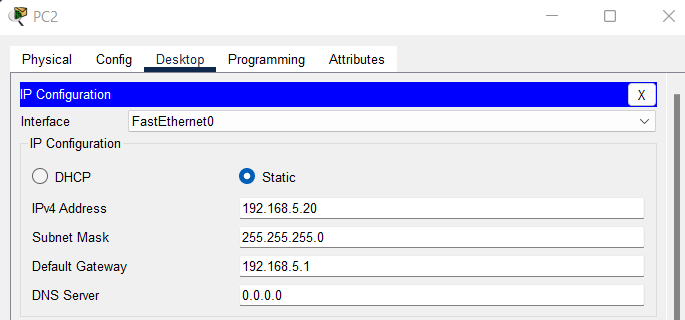 PC2
Physical Config Desktop Programming Attributes
IP Configuration X
Interface FastEthernet0
IP Configuration
DHCP Static
IPv4 Address 192.168.5.20
Subnet Mask 255.255.255.0
Default Gateway 192.168.5.1
DNS Server 0.0.0.0